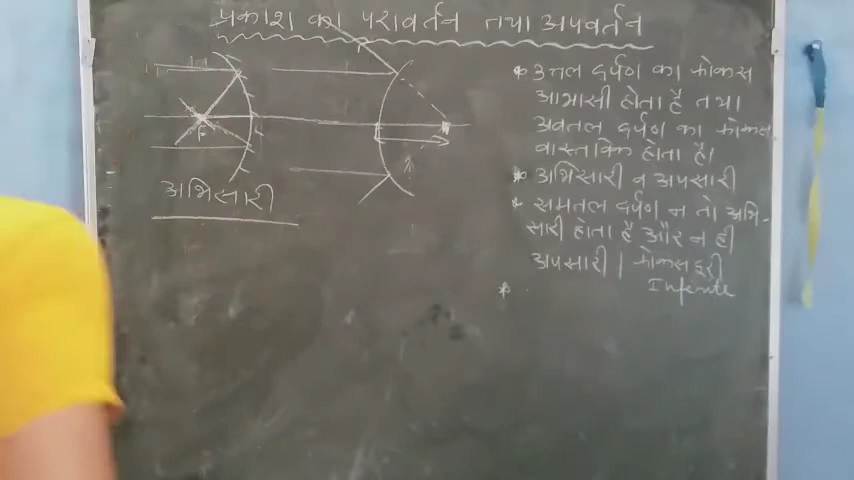 प्रकाश का परावर्तन तथा अपवर्तन
* उत्तल दर्पण का फोकस
आभासी होता है तथा
अवतल दर्पण का फोकस
वास्तविक होता है।
* अभिसारी व अपसारी
* समतल दर्पण न तो अभि-
सारी होता है और न ही
अपसारी। फोकस दूरी
Infinite
*
F
अभिसारी